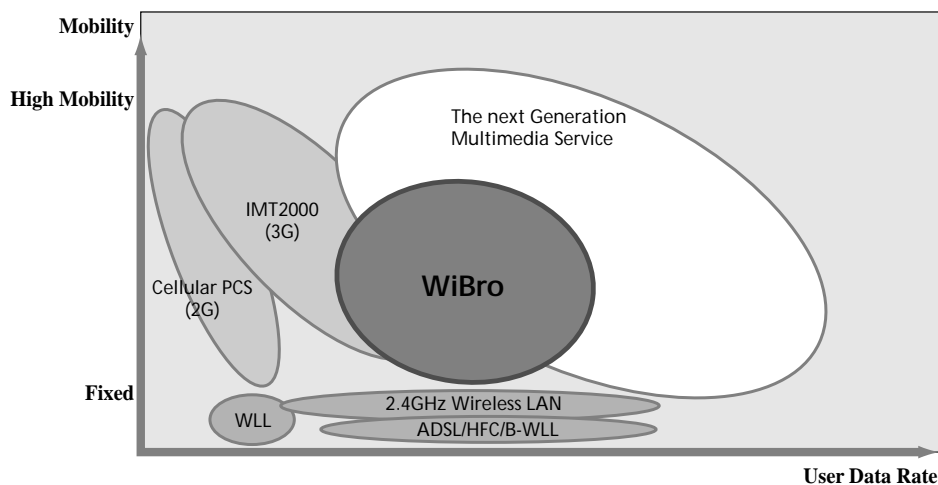 Mobility
High Mobility
The next Generation
Multimedia Service
IMT2000
(3G)
WiBro
Cellular PCS
(2G)
Fixed
2.4GHz Wireless LAN
WLL
ADSL/HFC/B-WLL
User Data Rate